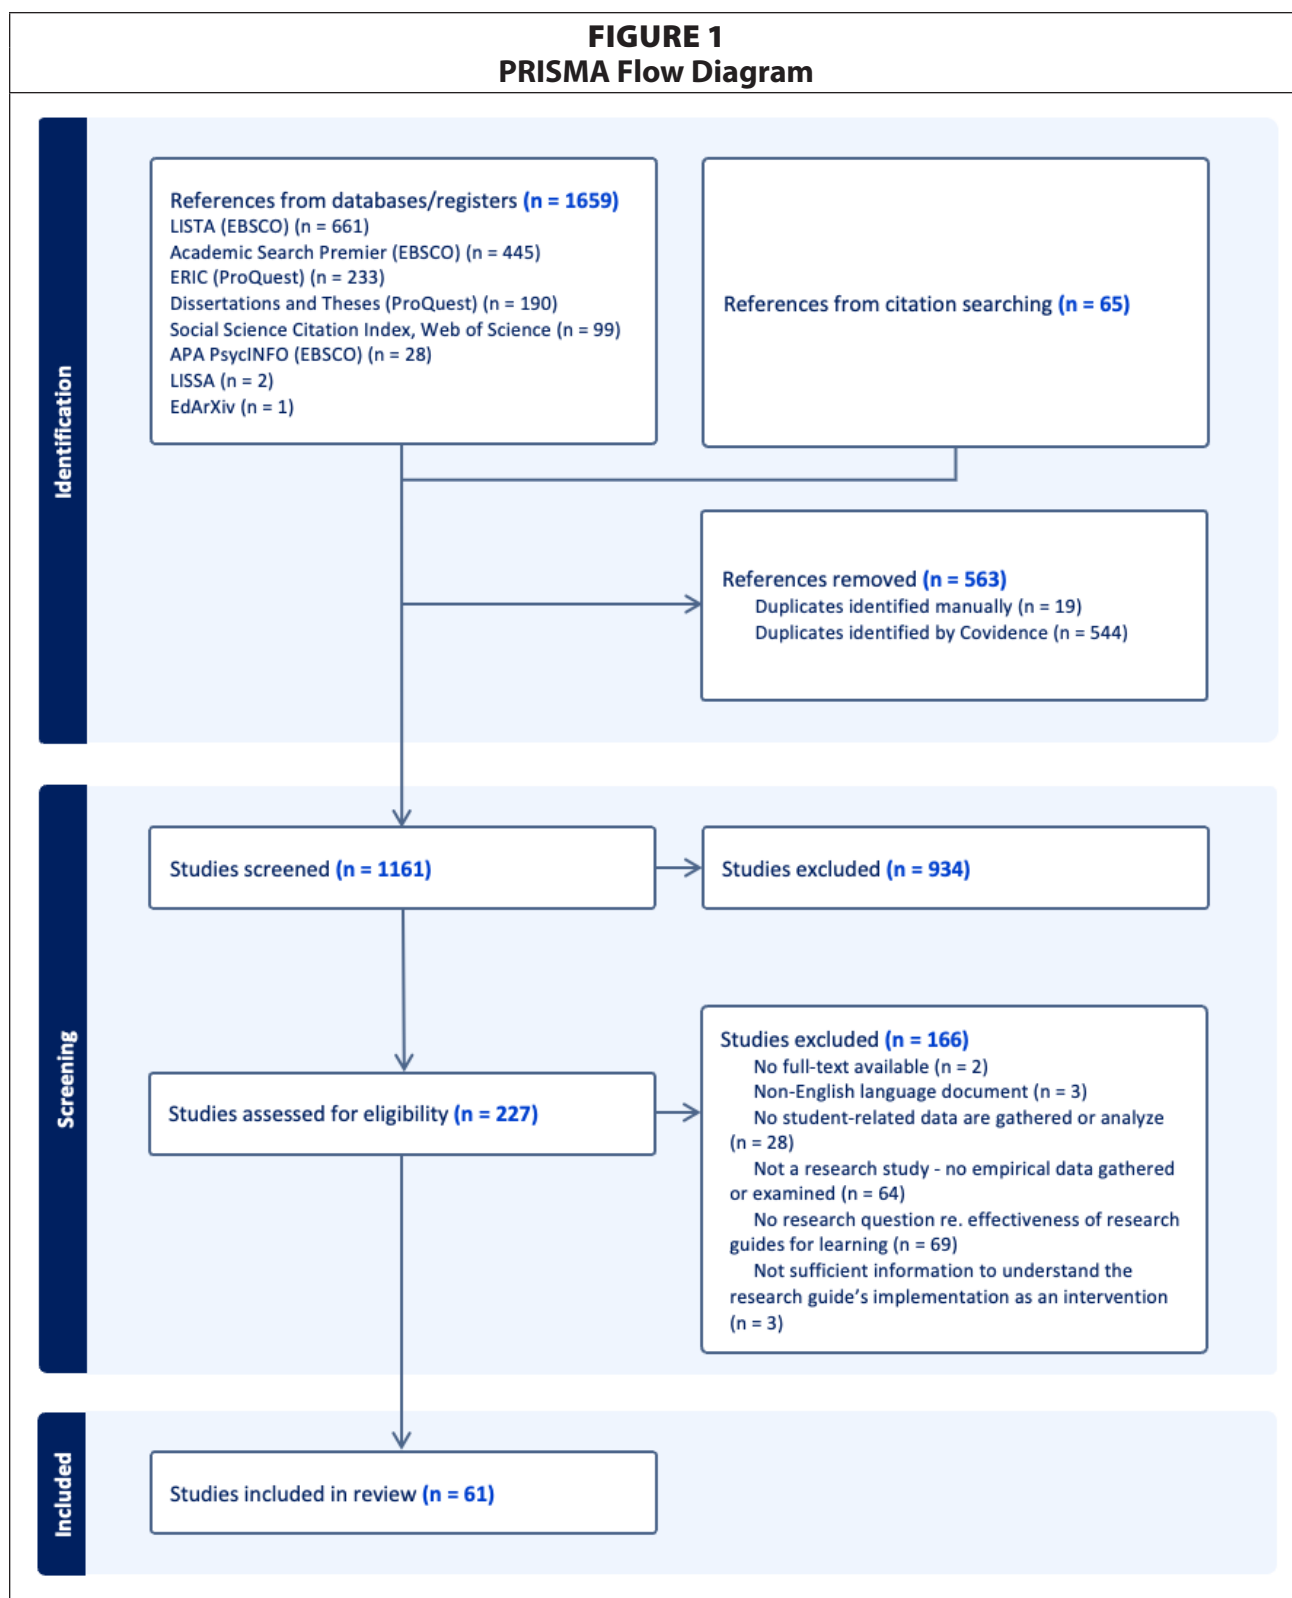 FIGURE 1
PRISMA Flow Diagram
Identification
References from databases/registers (n = 1659)
LISTA (EBSCO) (n = 661)
Academic Search Premier (EBSCO) (n = 445)
ERIC (ProQuest) (n = 233)
Dissertations and Theses (ProQuest) (n = 190)
Social Science Citation Index, Web of Science (n = 99)
APA PsycINFO (EBSCO) (n = 28)
LISSA (n = 2)
EdArXiv (n = 1)
References from citation searching (n = 65)
References removed (n = 563)
Duplicates identified manually (n = 19)
Duplicates identified by Covidence (n = 544)
Screening
Studies screened (n = 1161)
Studies excluded (n = 934)
Studies assessed for eligibility (n = 227)
Studies excluded (n = 166)
No full-text available (n = 2)
Non-English language document (n = 3)
No student-related data are gathered or analyze
(n = 28)
Not a research study - no empirical data gathered
or examined (n = 64)
No research question re. effectiveness of research
guides for learning (n = 69)
Not sufficient information to understand the
research guide's implementation as an intervention
(n = 3)
Included
Studies included in review (n = 61)